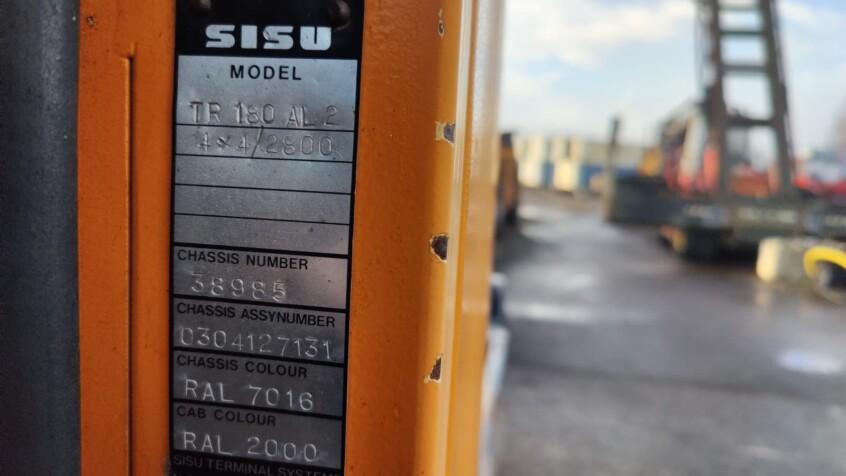 SISU
MODEL
TR 180 AL 2
4×4/2800
CHASSIS NUMBER
38985
CHASSIS ASSYNUMBER
0304127131
CHASSIS COLOUR
RAL 7016
CAB COLOUR
RAL 2000
SISU TERMINAL SYSTEMS